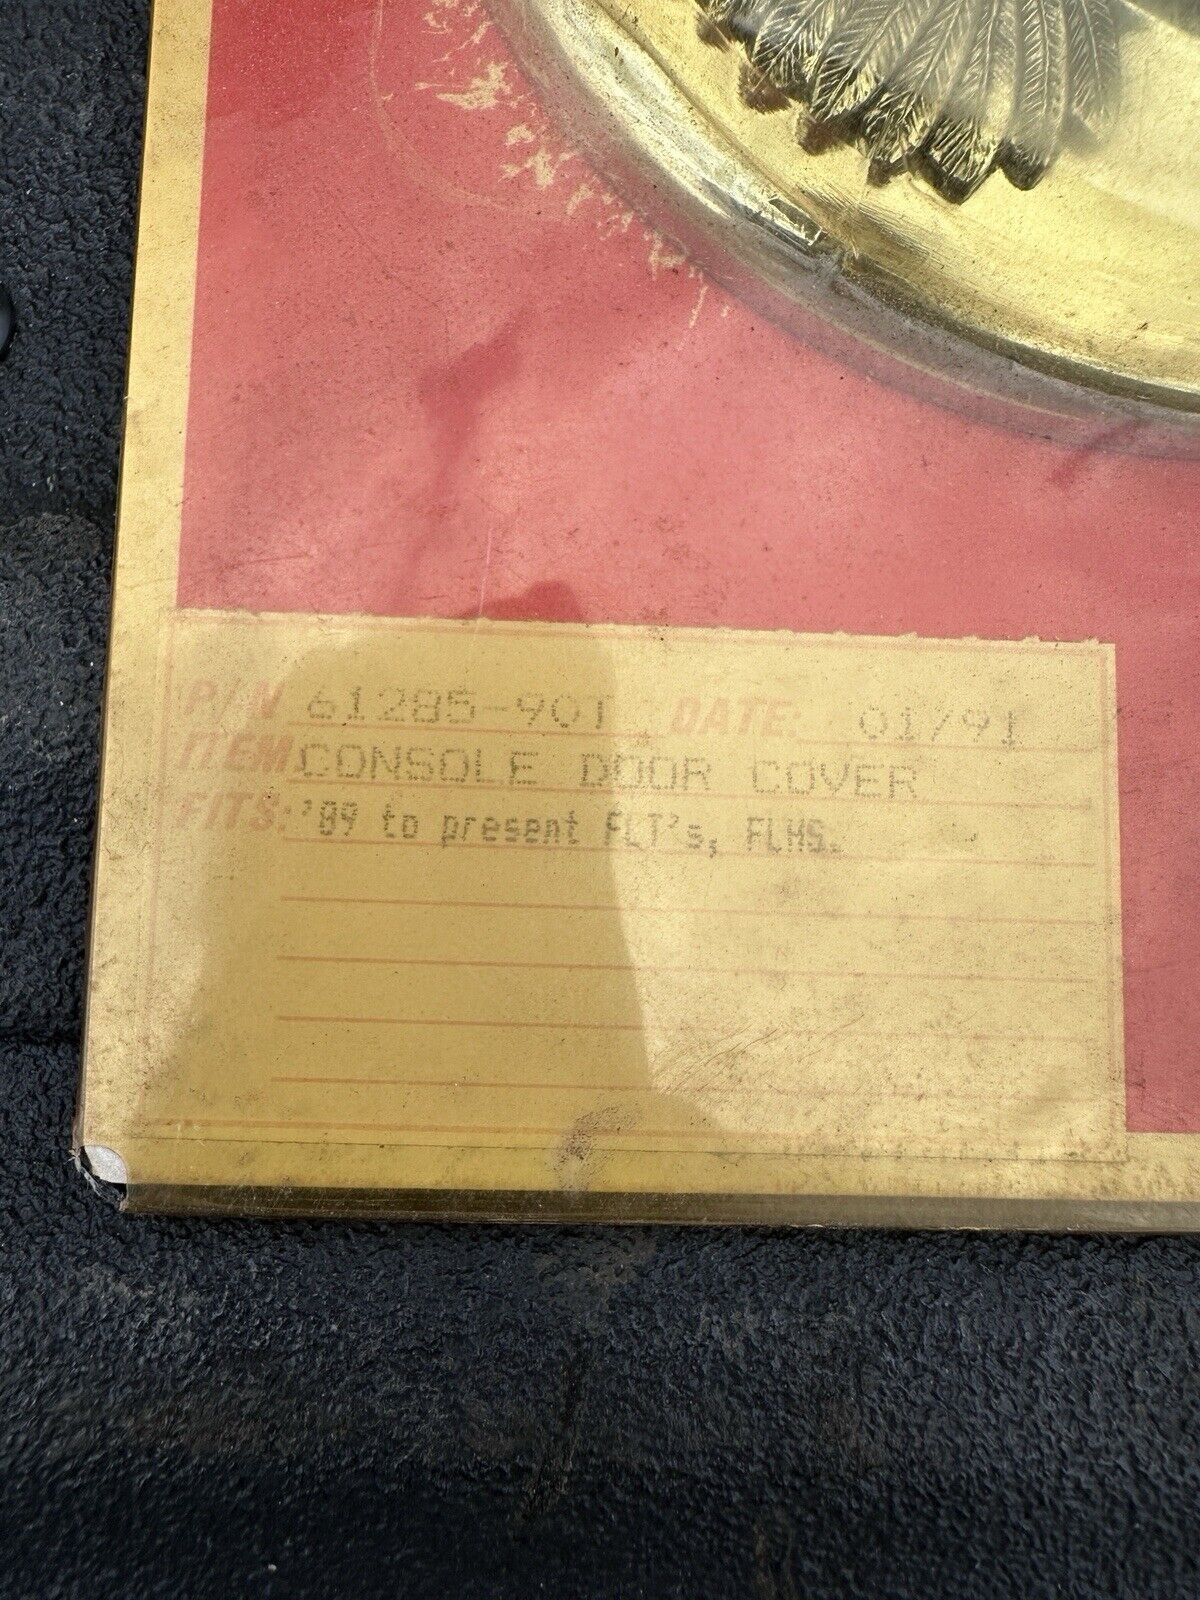 P/N 61285-90T DATE: 01/91
ITEM CONSOLE DOOR COVER
FITS: '89 to present FLT's, FLHS.